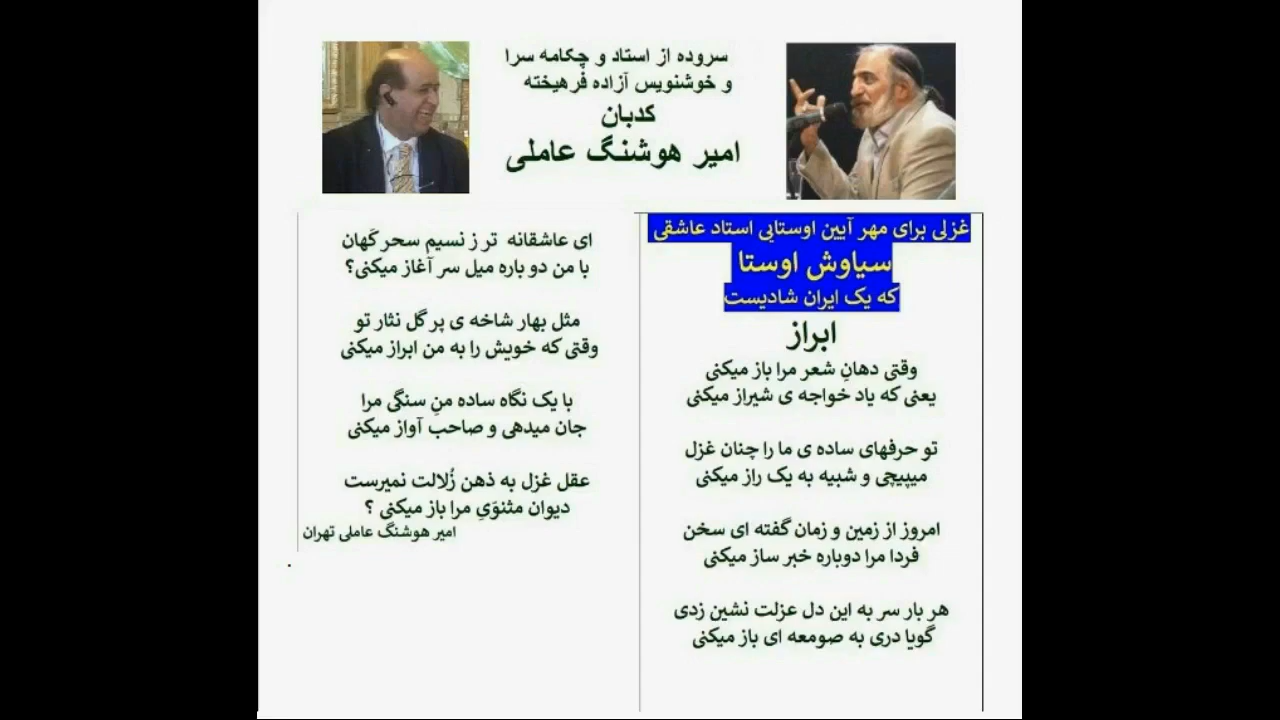 سروده از استاد و چکامه سرا
و خوشنویس آزاده فرهیخته
کدبان
امیر هوشنگ عاملی
غزلی برای مهر آیین اوستایی استاد عاشقی
سیاوش اوستا
که یک ایران شادیست
ابراز
وقتی دهانِ شعر مرا باز میکنی
یعنی که یاد خواجه ی شیراز میکنی
تو حرفهای ساده ی ما را چنان غزل
میپیچی و شبیه به یک راز میکنی
امروز از زمین و زمان گفته ای سخن
فردا مرا دوباره خبر ساز میکنی
هر بار سر به این دل عزلت نشین زدی
گویا دری به صومعه ای باز میکنی
ای عاشقانه تر ز نسیم سحر گهان
با من دو باره میل سر آغاز میکنی؟
مثل بهار شاخه ی پر گل نثار تو
وقتی که خویش را به من ابراز میکنی
با یک نگاه ساده منِ سنگی مرا
جان میدهی و صاحب آواز میکنی
عقل غزل به ذهن زُلالت نمیرست
دیوان مثنوَیِ مرا باز میکنی ؟
امیر هوشنگ عاملی تهران
.